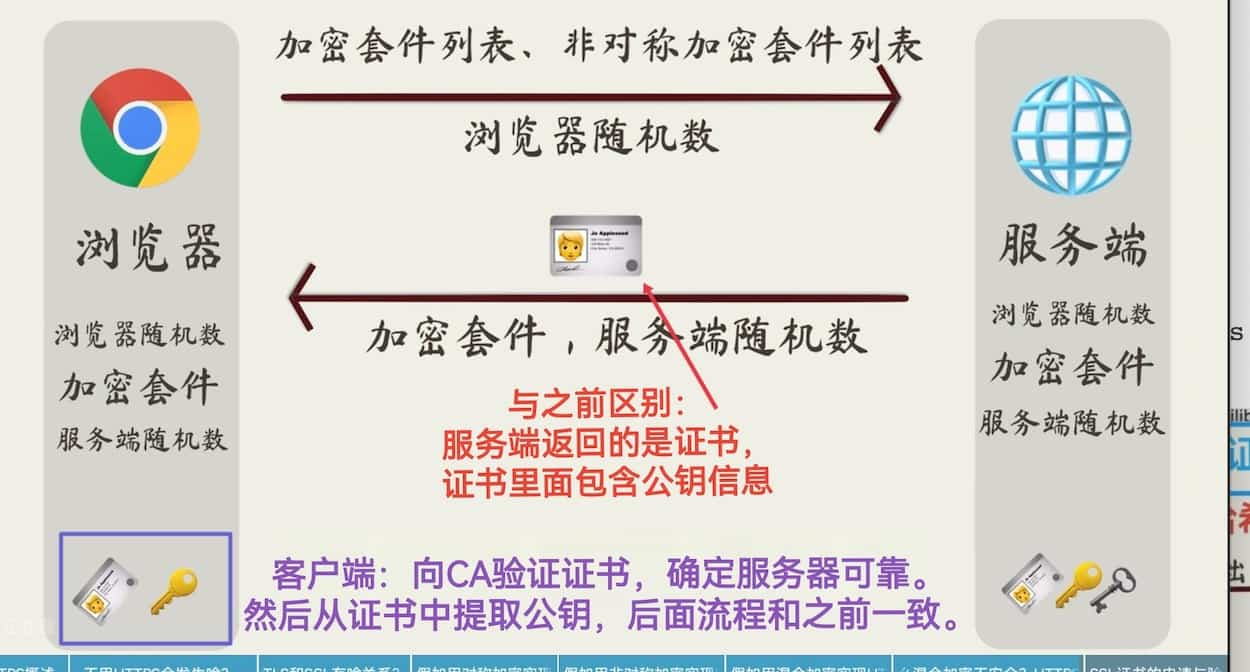 加密套件列表、非对称加密套件列表
浏览器随机数
浏览器
服务端
Jo Appleseed
浏览器随机数
加密套件
服务端随机数
加密套件，服务端随机数
浏览器随机数
加密套件
服务端随机数
与之前区别：
服务端返回的是证书，
证书里面包含公钥信息
客户端：向CA验证证书，确定服务器可靠。
然后从证书中提取公钥，后面流程和之前一致。